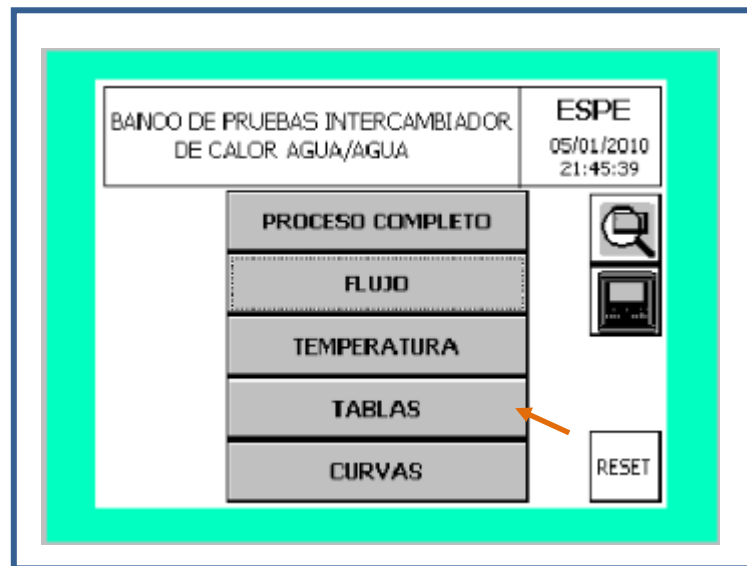 BANCO DE PRUEBAS INTERCAMBIADOR
DE CALOR AGUA/AGUA
ESPE
05/01/2010
21:45:39
PROCESO COMPLETO
FLUJO
TEMPERATURA
TABLAS
CURVAS
RESET